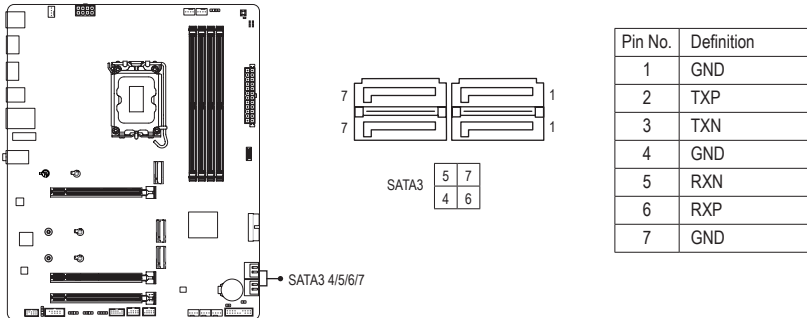 7
1
7
1
SATA3
5 7
4 6
SATA3 4/5/6/7
Pin No. Definition
1 GND
2 TXP
3 TXN
4 GND
5 RXN
6 RXP
7 GND